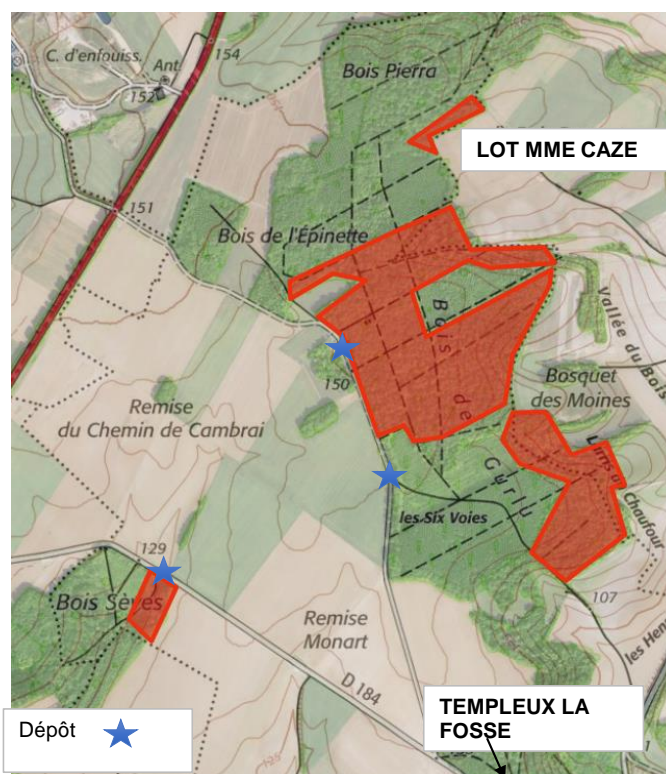 C. d'enfouiss.
Ant
154
152
Bois Pierra
LOT MME CAZE
151
Bois de l'Épinette
Bois de Gurlu
Vallée du Bois
150
Bosquet
des Moines
Remise
du Chemin de Cambrai
Larris à Chaufour
les Six Voies
129
Bois Sèves
107
Remise
Monart
D 184
TEMPLEUX LA
FOSSE
Dépôt
125